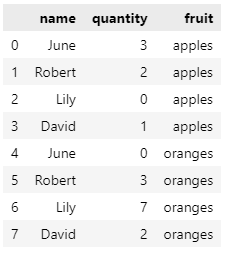 name quantity fruit
0 June 3 apples
1 Robert 2 apples
2 Lily 0 apples
3 David 1 apples
4 June 0 oranges
5 Robert 3 oranges
6 Lily 7 oranges
7 David 2 oranges